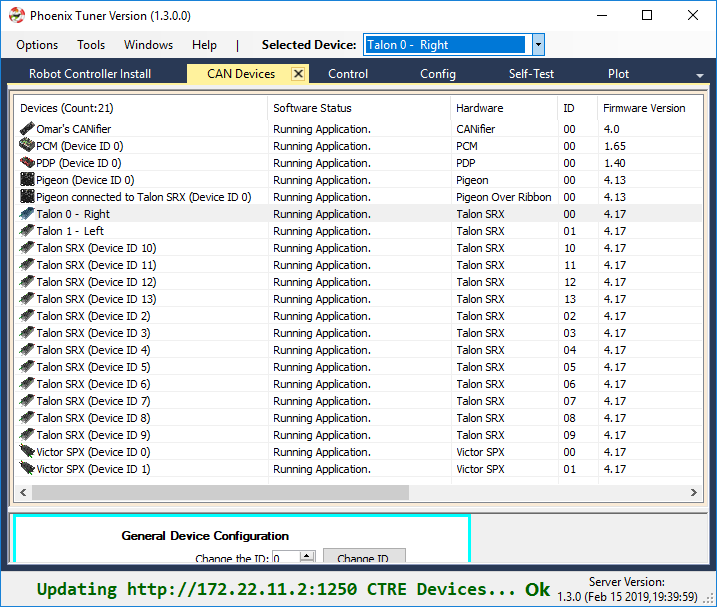 Phoenix Tuner Version (1.3.0.0)
Options Tools Windows Help | Selected Device: Talon 0 - Right
Robot Controller Install CAN Devices Control Config Self-Test Plot
Devices (Count:21) Software Status Hardware ID Firmware Version
Omar's CANifier Running Application. CANifier 00 4.0
PCM (Device ID 0) Running Application. PCM 00 1.65
PDP (Device ID 0) Running Application. PDP 00 1.40
Pigeon (Device ID 0) Running Application. Pigeon 00 4.13
Pigeon connected to Talon SRX (Device ID 0) Running Application. Pigeon Over Ribbon 00 4.13
Talon 0 - Right Running Application. Talon SRX 00 4.17
Talon 1 - Left Running Application. Talon SRX 01 4.17
Talon SRX (Device ID 10) Running Application. Talon SRX 10 4.17
Talon SRX (Device ID 11) Running Application. Talon SRX 11 4.17
Talon SRX (Device ID 12) Running Application. Talon SRX 12 4.17
Talon SRX (Device ID 13) Running Application. Talon SRX 13 4.17
Talon SRX (Device ID 2) Running Application. Talon SRX 02 4.17
Talon SRX (Device ID 3) Running Application. Talon SRX 03 4.17
Talon SRX (Device ID 4) Running Application. Talon SRX 04 4.17
Talon SRX (Device ID 5) Running Application. Talon SRX 05 4.17
Talon SRX (Device ID 6) Running Application. Talon SRX 06 4.17
Talon SRX (Device ID 7) Running Application. Talon SRX 07 4.17
Talon SRX (Device ID 8) Running Application. Talon SRX 08 4.17
Talon SRX (Device ID 9) Running Application. Talon SRX 09 4.17
Victor SPX (Device ID 0) Running Application. Victor SPX 00 4.17
Victor SPX (Device ID 1) Running Application. Victor SPX 01 4.17
General Device Configuration
Change the ID: 0 Change ID
Updating http://172.22.11.2:1250 CTRE Devices... Ok
Server Version:
1.3.0 (Feb 15 2019,19:39:59)